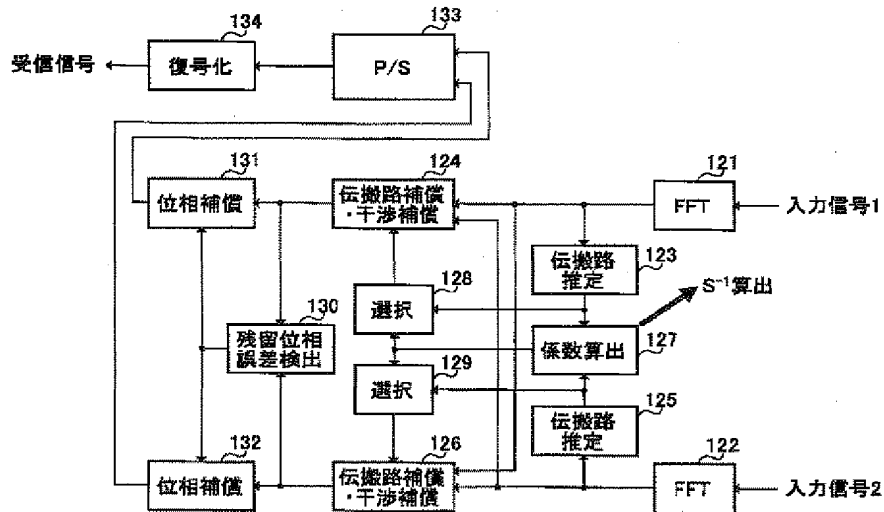 134
133
受信信号
復号化
P/S
131
124
121
位相補償
伝搬路補償
・干渉補償
FFT
入力信号1
123
伝搬路
推定
S⁻¹算出
128
選択
130
残留位相
誤差検出
係数算出
127
129
選択
125
伝搬路
推定
132
126
122
位相補償
伝搬路補償
・干渉補償
FFT
入力信号2